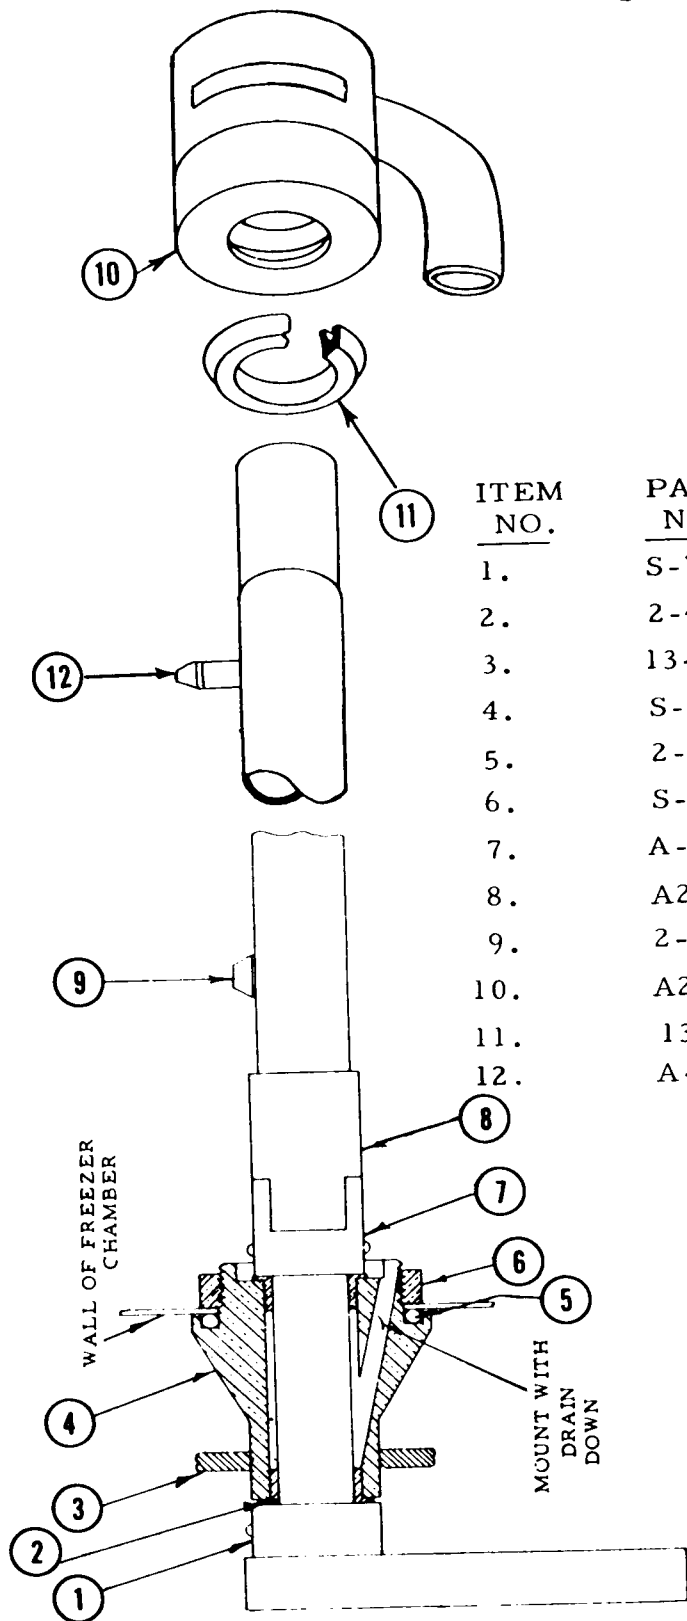 10
11
ITEM NO.
PA
N
1. S-
2. 2-
3. 13-
4. S-
5. 2-
6. S-
7. A-
8. A2
9. 2-
10. A2
11. 13
12. A-
12
9
8
7
WALL OF FREEZER
CHAMBER
6
5
4
MOUNT WITH
DRAIN
DOWN
3
2
1